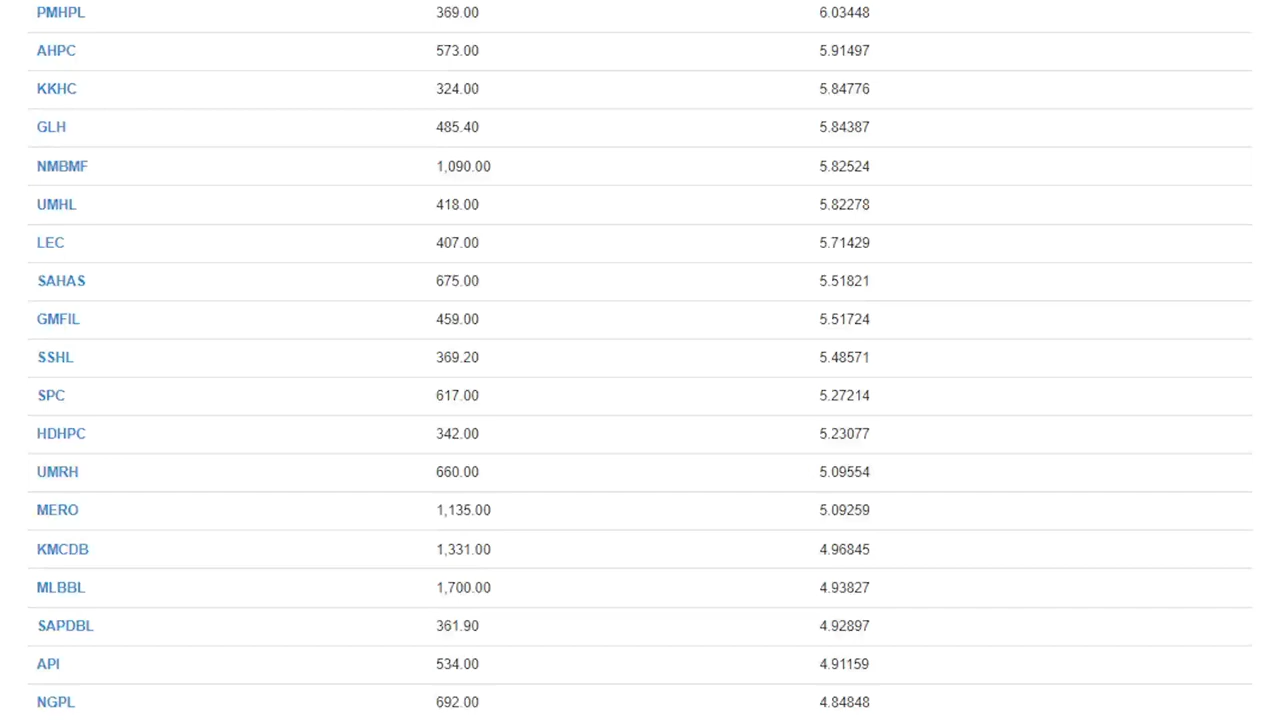 PMHPL 369.00 6.03448
AHPC 573.00 5.91497
KKHC 324.00 5.84776
GLH 485.40 5.84387
NMBMF 1,090.00 5.82524
UMHL 418.00 5.82278
LEC 407.00 5.71429
SAHAS 675.00 5.51821
GMFIL 459.00 5.51724
SSHL 369.20 5.48571
SPC 617.00 5.27214
HDHPC 342.00 5.23077
UMRH 660.00 5.09554
MERO 1,135.00 5.09259
KMCDB 1,331.00 4.96845
MLBBL 1,700.00 4.93827
SAPDBL 361.90 4.92897
API 534.00 4.91159
NGPL 692.00 4.84848